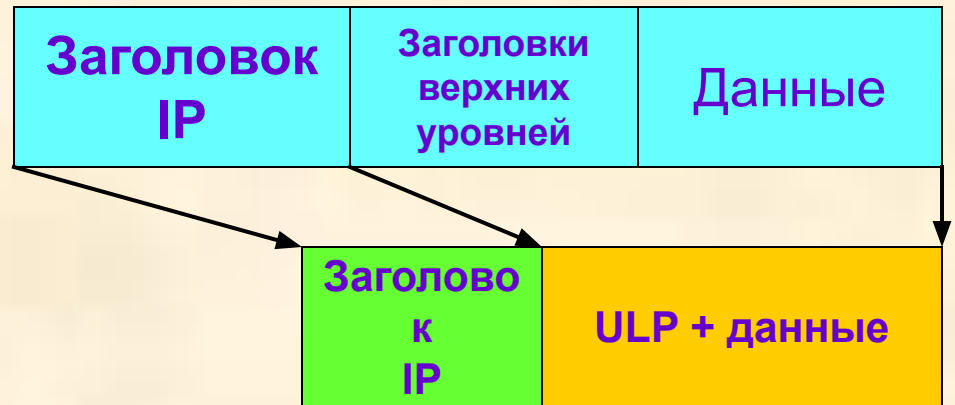 Заголовок
IP
Заголовки
верхних
уровней
Данные
Заголово
к
IP
ULP + данные